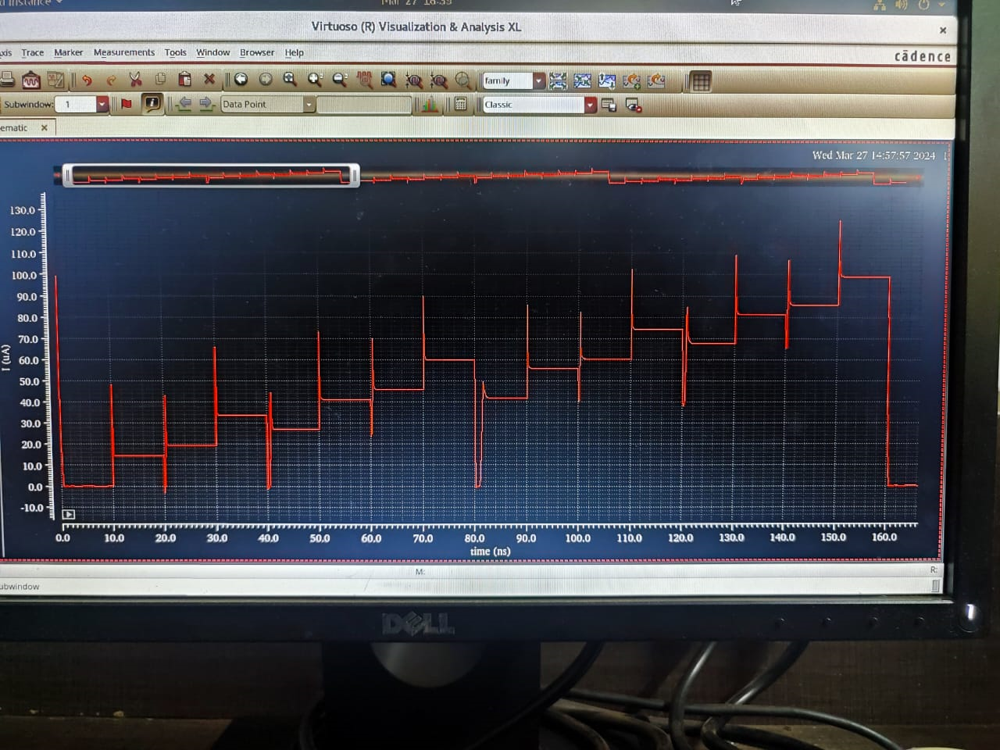 Mar 27 16:39
Virtuoso (R) Visualization & Analysis XL
xis Trace Marker Measurements Tools Window Browser Help
cādence
family
Subwindow: 1 Data Point Classic
ematic
Wed Mar 27 14:57:57 2024 1
130.0
120.0
110.0
100.0
90.0
80.0
70.0
60.0
50.0
40.0
30.0
20.0
10.0
0.0
-10.0
I (uA)
0.0 10.0 20.0 30.0 40.0 50.0 60.0 70.0 80.0 90.0 100.0 110.0 120.0 130.0 140.0 150.0 160.0
time (ns)
M: R:
ubwindow
DELL